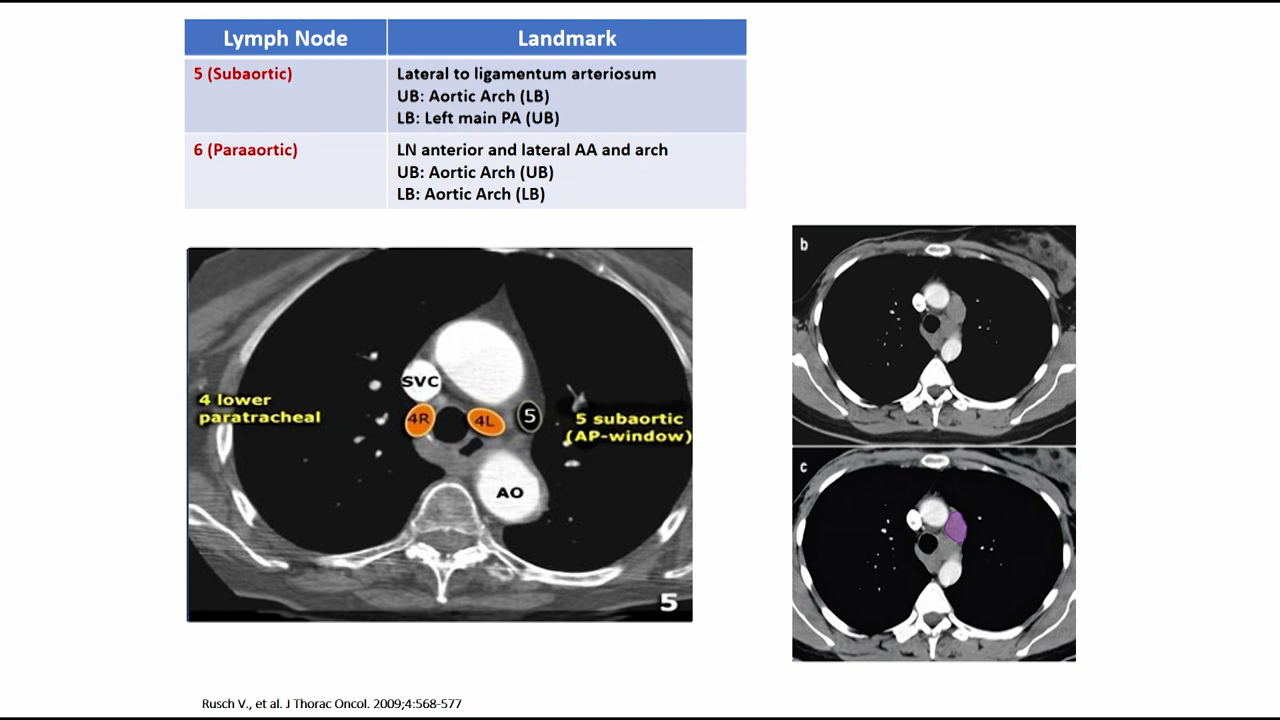 Lymph Node
Landmark
5 (Subaortic)
Lateral to ligamentum arteriosum
UB: Aortic Arch (LB)
LB: Left main PA (UB)
6 (Paraaortic)
LN anterior and lateral AA and arch
UB: Aortic Arch (UB)
LB: Aortic Arch (LB)
SVC
4 lower
paratracheal
4R
4L
5
5 subaortic
(AP-window)
AO
5
b
c
Rusch V., et al. J Thorac Oncol. 2009;4:568-577